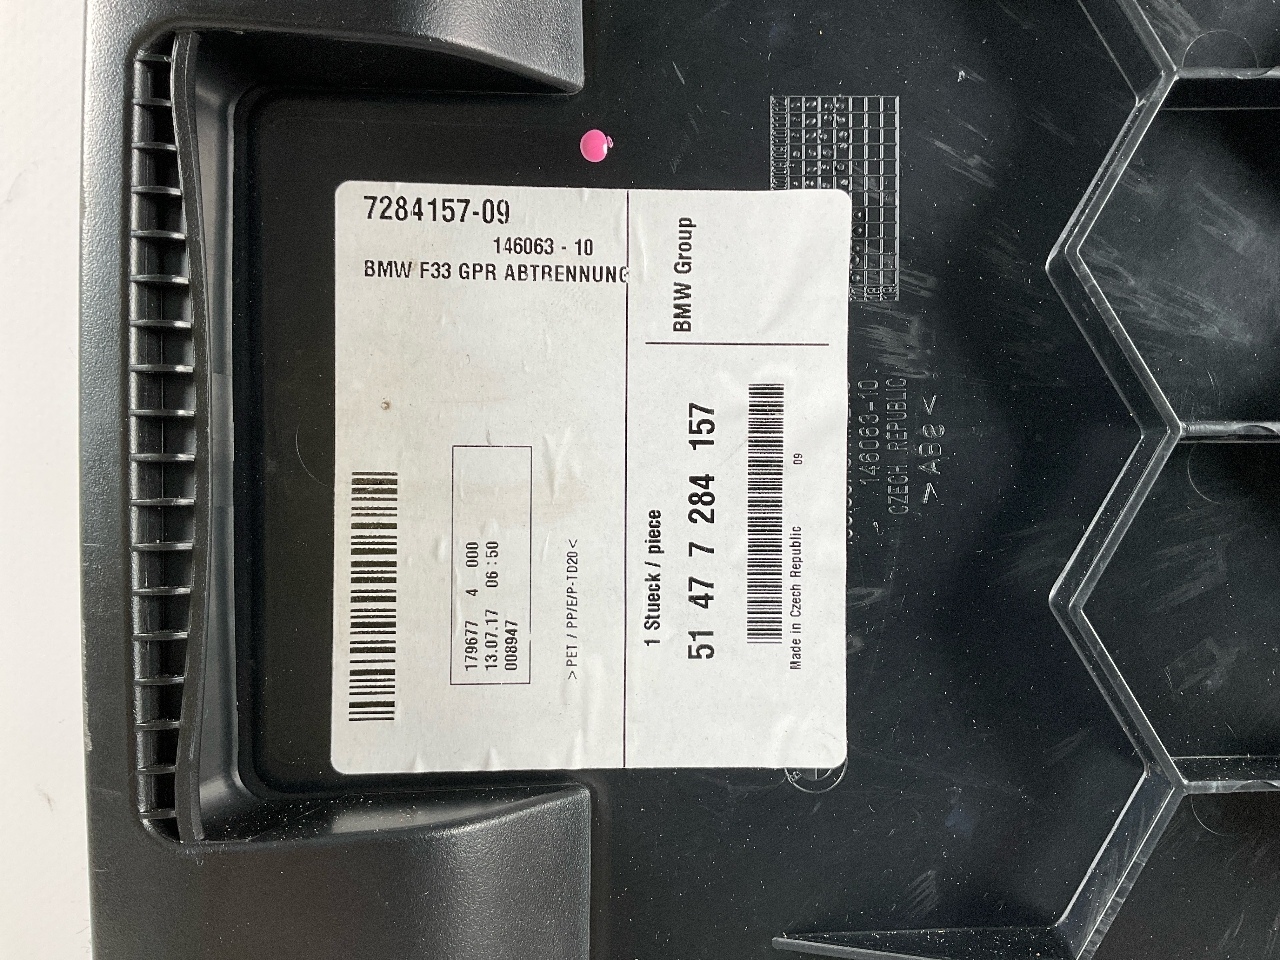 7284157-09
146063 - 10
BMW F33 GPR ABTRENNUNG
179677 4 000
13.07.17 06:50
008947
>PET / PP/E/P-TD20<
BMW Group
1 Stueck / piece
51 47 7 284 157
Made in Czech Republic 09
146063-10
CZECH REPUBLIC